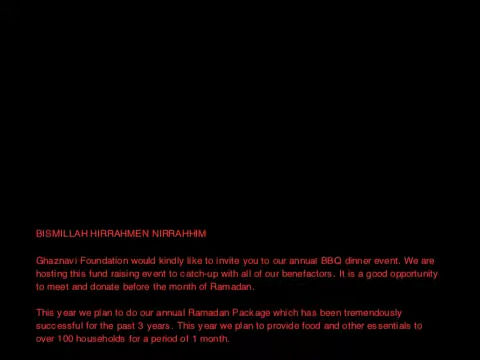 BISMILLAH HIRRAHMEN NIRRAHHIM
Ghaznavi Foundation would kindly like to invite you to our annual BBQ dinner event. We are
hosting this fund raising event to catch-up with all of our benefactors. It is a good opportunity
to meet and donate before the month of Ramadan.
This year we plan to do our annual Ramadan Package which has been tremendously
successful for the past 3 years. This year we plan to provide food and other essentials to
over 100 households for a period of 1 month.